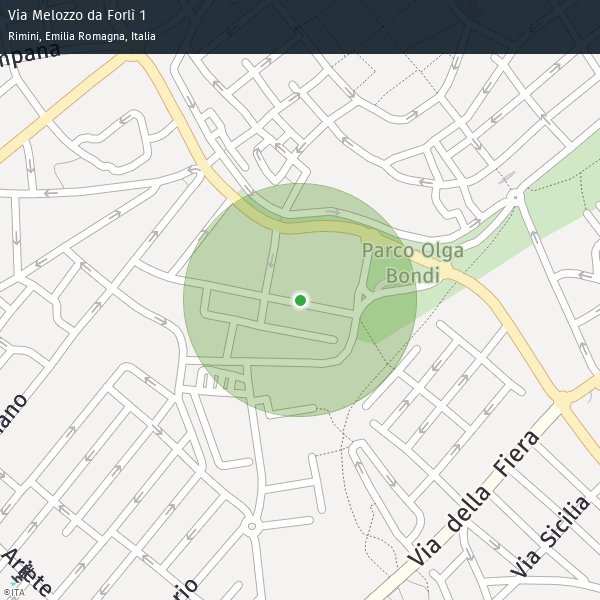 Via Melozzo da Forlì 1
Rimini, Emilia Romagna, Italia
mpana
Parco Olga
Bondi
ano
Via della Fiera
Via Sicilia
Ariete
rio
©ITA